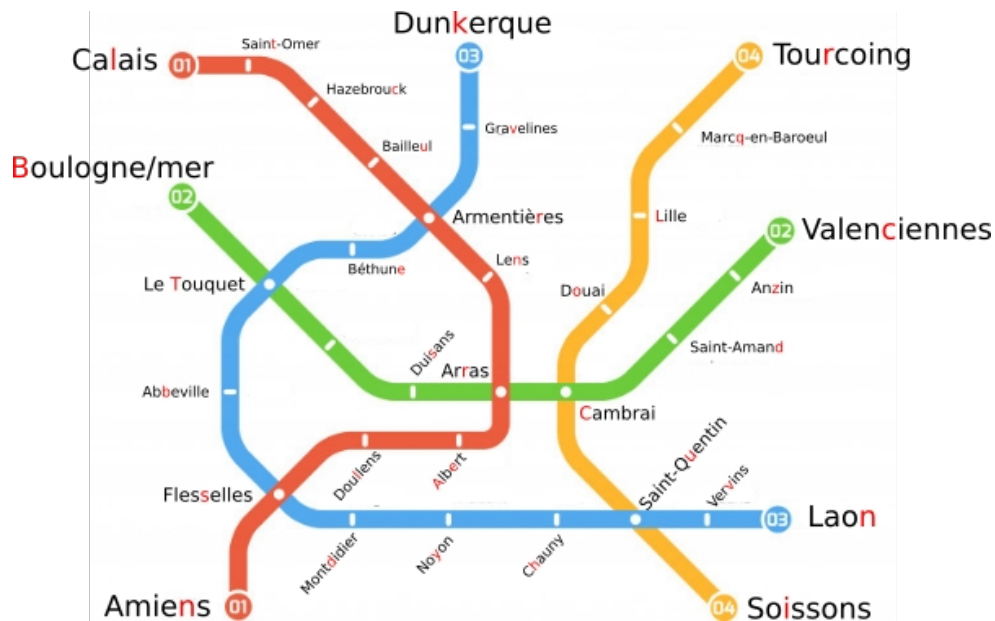 Dunkerque
Calais
01
Saint-Omer
03
04
Tourcoing
Hazebrouck
Gravelines
Marcq-en-Baroeul
Bailleul
Boulogne/mer
02
Armentières
Lille
02
Valenciennes
Béthune
Lens
Le Touquet
Douai
Anzin
Duisans
Saint-Amand
Arras
Abbeville
Cambrai
Flesselles
Doullens
Albert
Saint-Quentin
Vervins
03
Laon
Montdidier
Noyon
Chauny
Amiens
01
04
Soissons